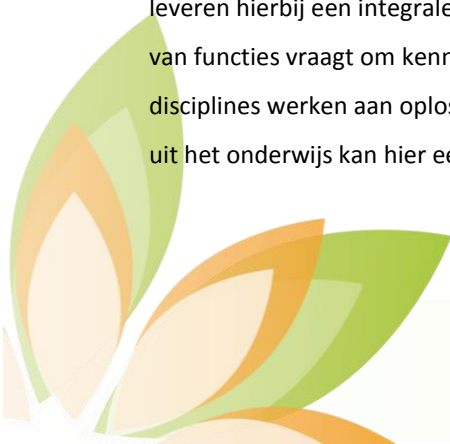 leveren hierbij een integrale
van functies vraagt om kenn
disciplines werken aan oplos
uit het onderwijs kan hier ee